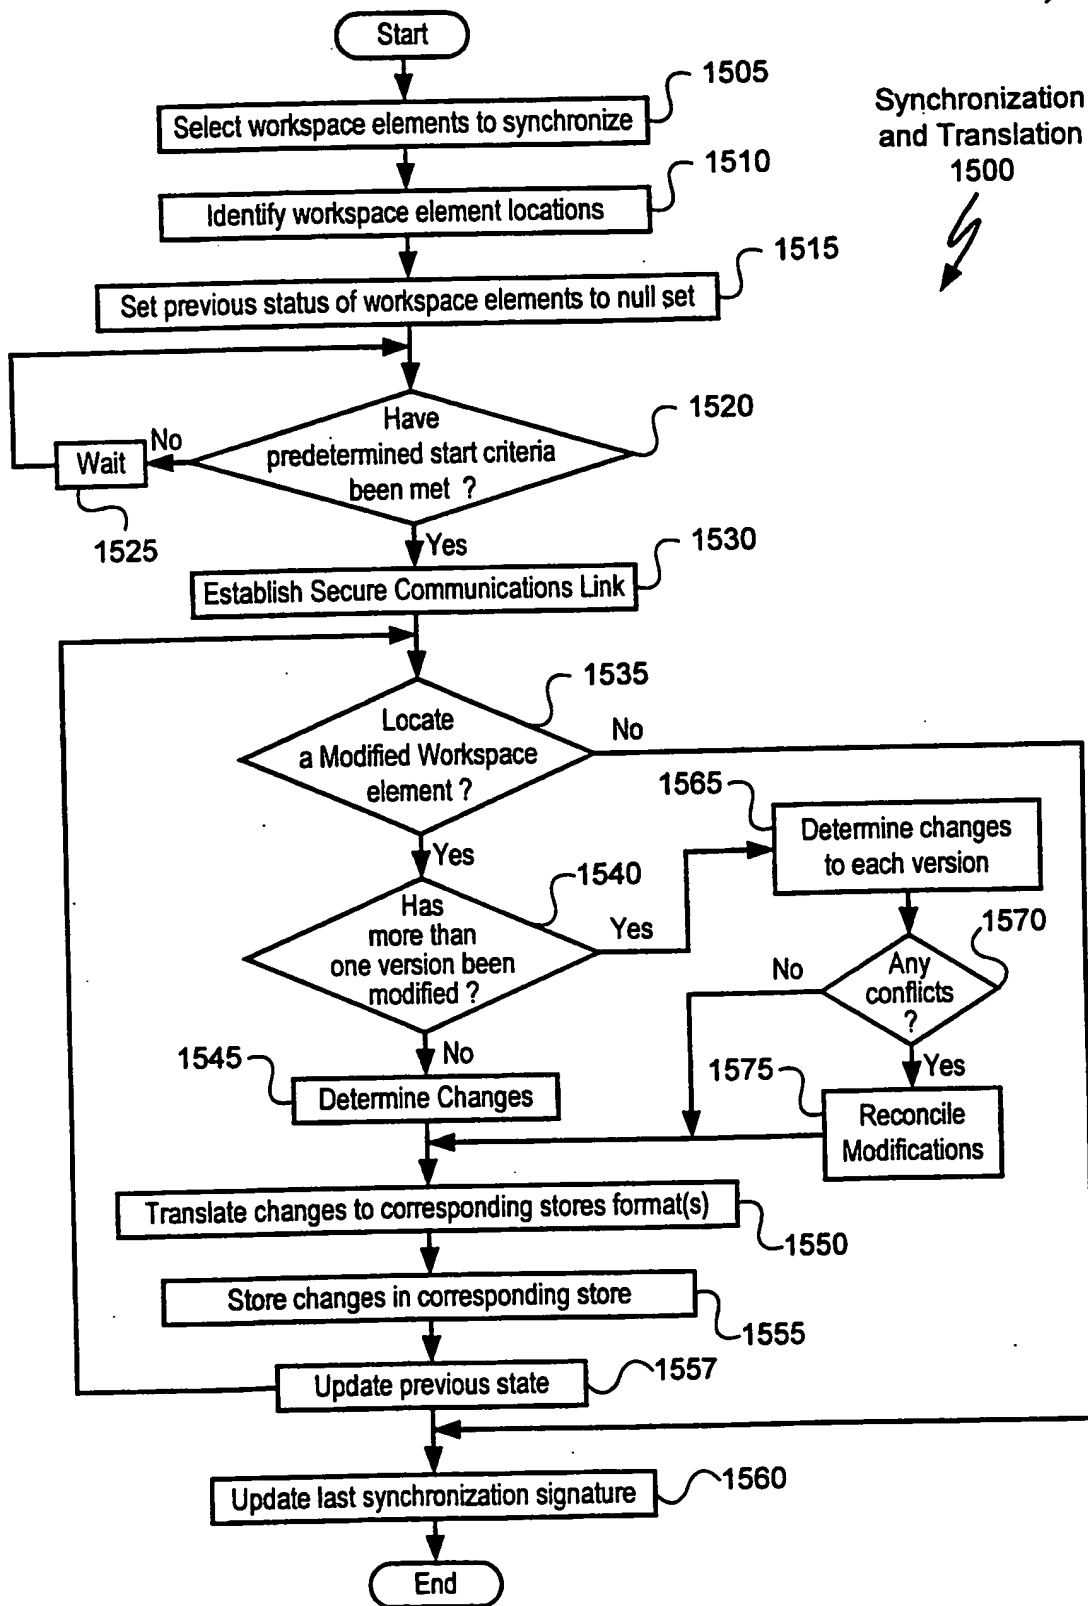 Start
1505
Select workspace elements to synchronize
Synchronization
and Translation
1500
1510
Identify workspace element locations
1515
Set previous status of workspace elements to null set
1520
Have
predetermined start criteria
been met ?
No
Wait
1525
Yes
1530
Establish Secure Communications Link
1535
Locate
a Modified Workspace
element ?
No
Yes
1565
Determine changes
to each version
1540
Has
more than
one version been
modified ?
Yes
1570
Any
conflicts
?
No
Yes
No
1545
Determine Changes
1575
Reconcile
Modifications
Translate changes to corresponding stores format(s)
1550
Store changes in corresponding store
1555
Update previous state
1557
Update last synchronization signature
1560
End